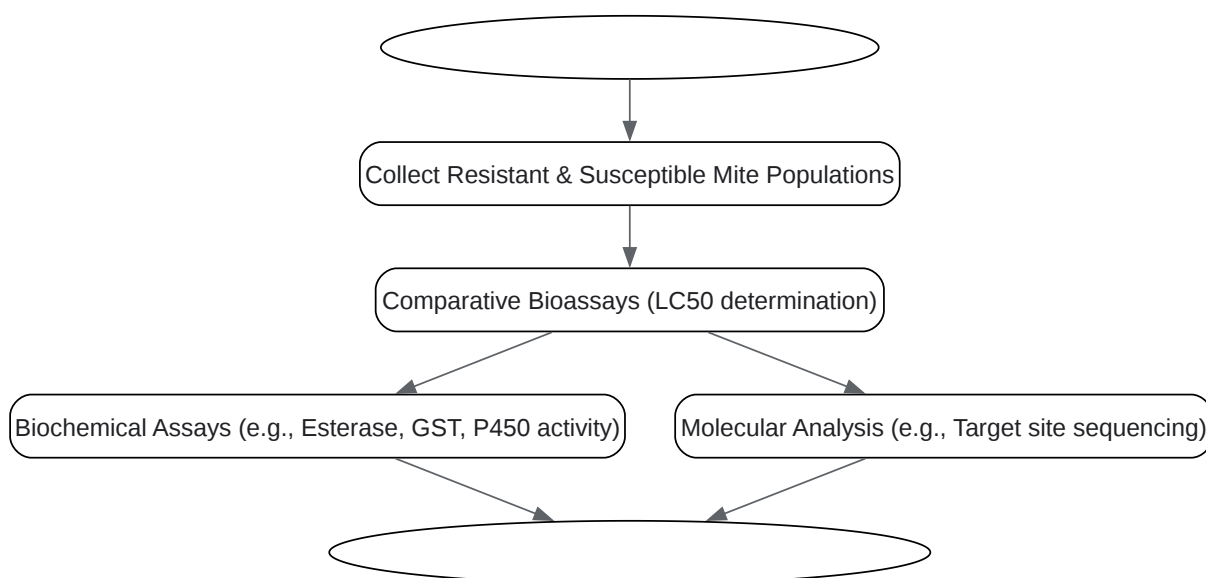 Collect Resistant & Susceptible Mite Populations
Comparative Bioassays (LC50 determination)
Biochemical Assays (e.g., Esterase, GST, P450 activity)
Molecular Analysis (e.g., Target site sequencing)